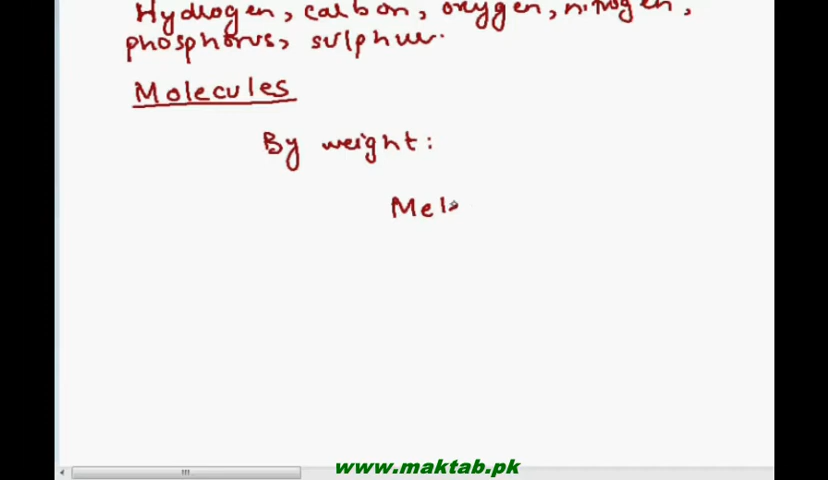 Hydrogen, carbon, oxygen, nitrogen,
phosphorus, sulphur.
Molecules
By weight:
www.maktab.pk